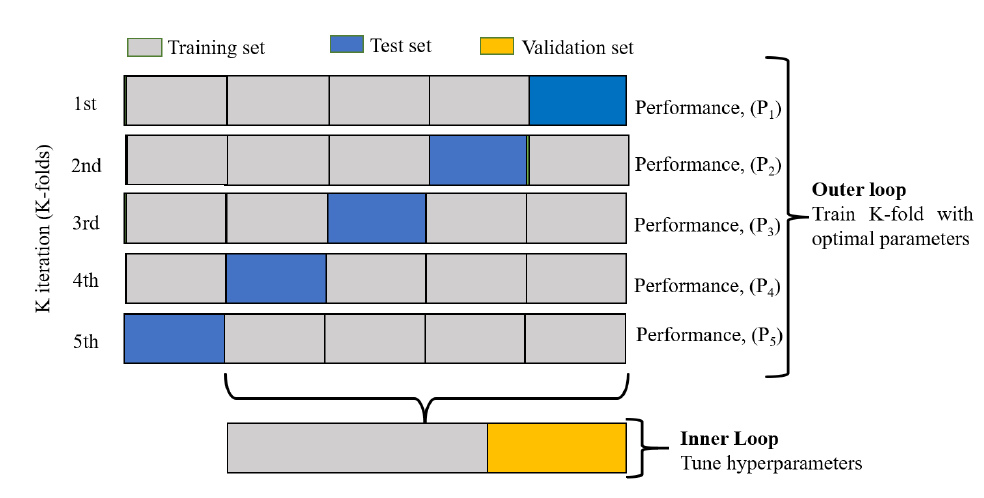 Training set
Test set
Validation set
K iteration (K-folds)
1st
Performance, (P₁)
2nd
Performance, (P₂)
3rd
Performance, (P₃)
4th
Performance, (P₄)
5th
Performance, (P₅)
Outer loop
Train K-fold with
optimal parameters
Inner Loop
Tune hyperparameters